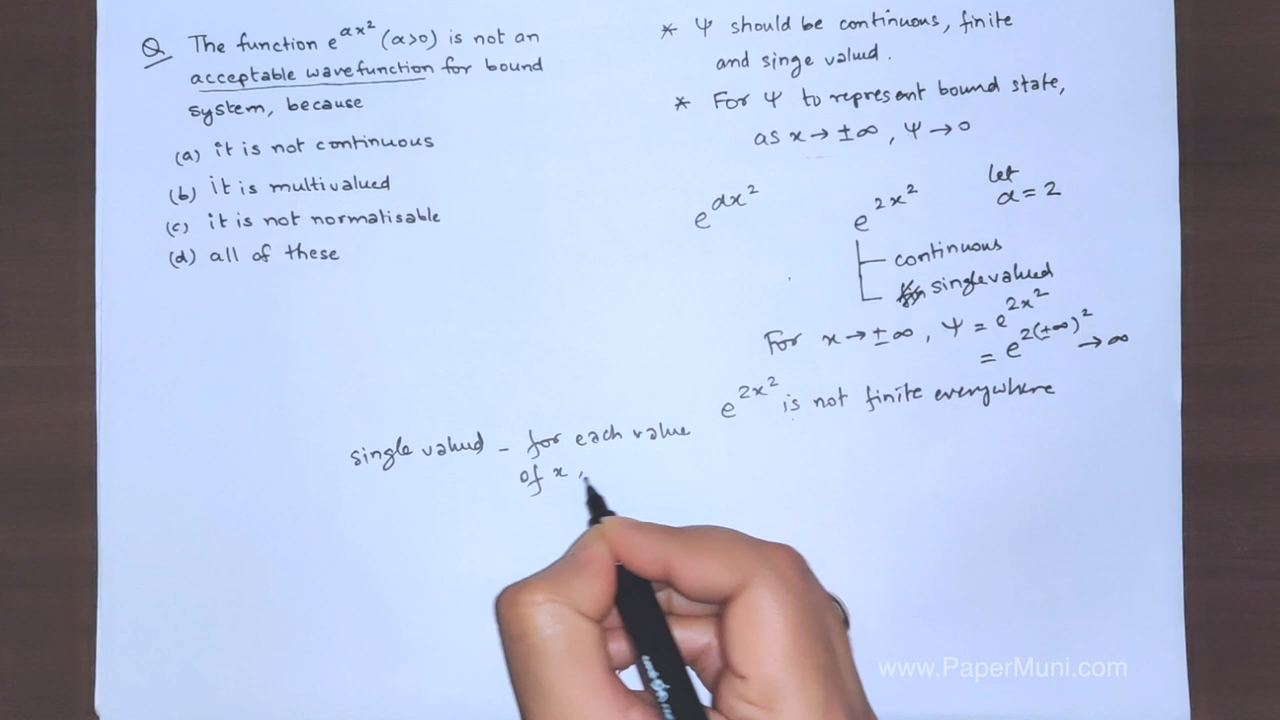 Q The function e^αx² (α>0) is not an
acceptable wavefunction for bound
system, because
(a) it is not continuous
(b) it is multivalued
(c) it is not normalisable
(d) all of these
* Ψ should be continuous, finite
and singe valued.
* For Ψ to represent bound state,
as x → ±∞, Ψ → 0
e^αx²
e^2x²
let
α = 2
continuous
singlevalued
For x → ±∞, Ψ = e^2x²
= e^2(±∞)² → ∞
e^2x² is not finite everywhere
single valued - for each value
of x,
www.PaperMuni.com